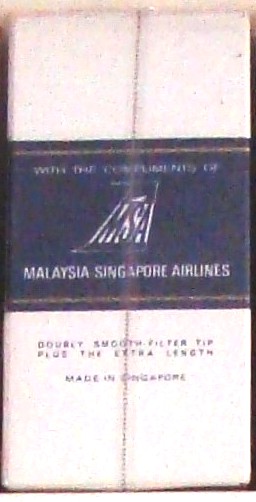 WITH THE COMPLIMENTS OF
MSA
MALAYSIA-SINGAPORE AIRLINES
DOUBLY SMOOTH-FILTER TIP
PLUS THE EXTRA LENGTH
MADE IN SINGAPORE